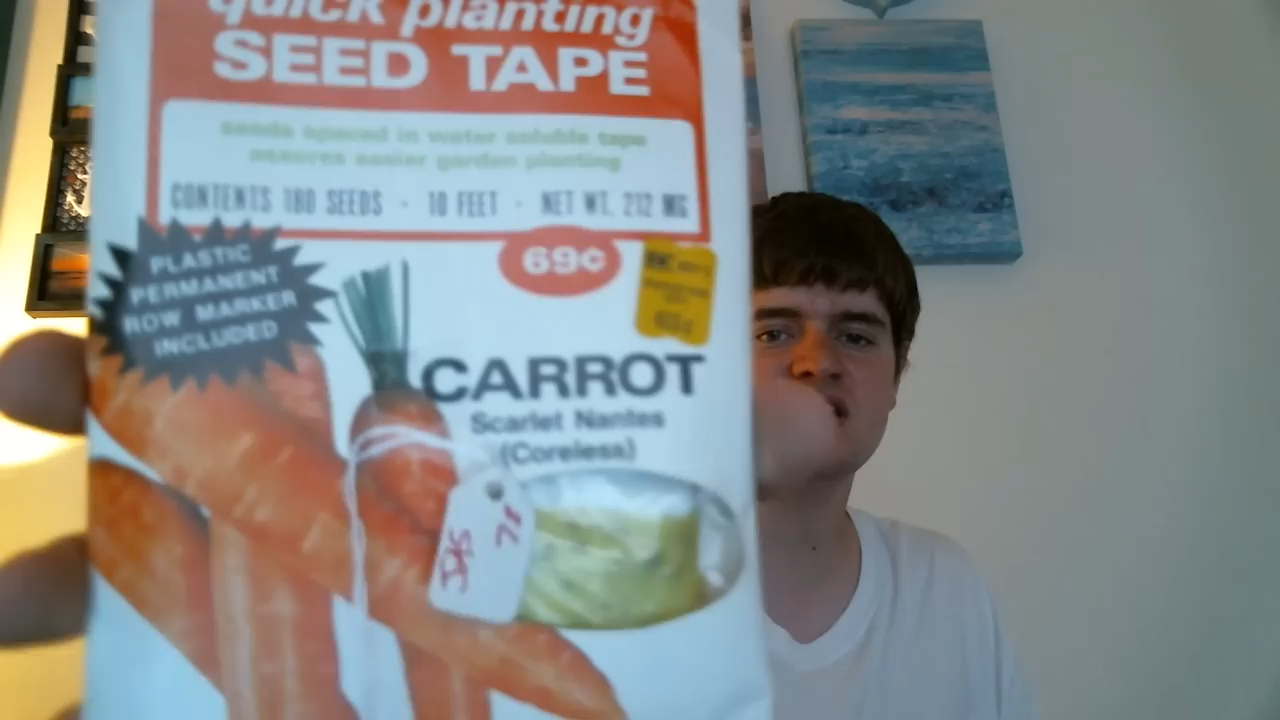 quick planting
SEED TAPE
seeds spaced in water soluble tape
assures easier garden planting
CONTENTS 180 SEEDS · 10 FEET · NET WT. 212 MG
PLASTIC
PERMANENT
ROW MARKER
INCLUDED
69¢
CARROT
Scarlet Nantes
(Coreless)